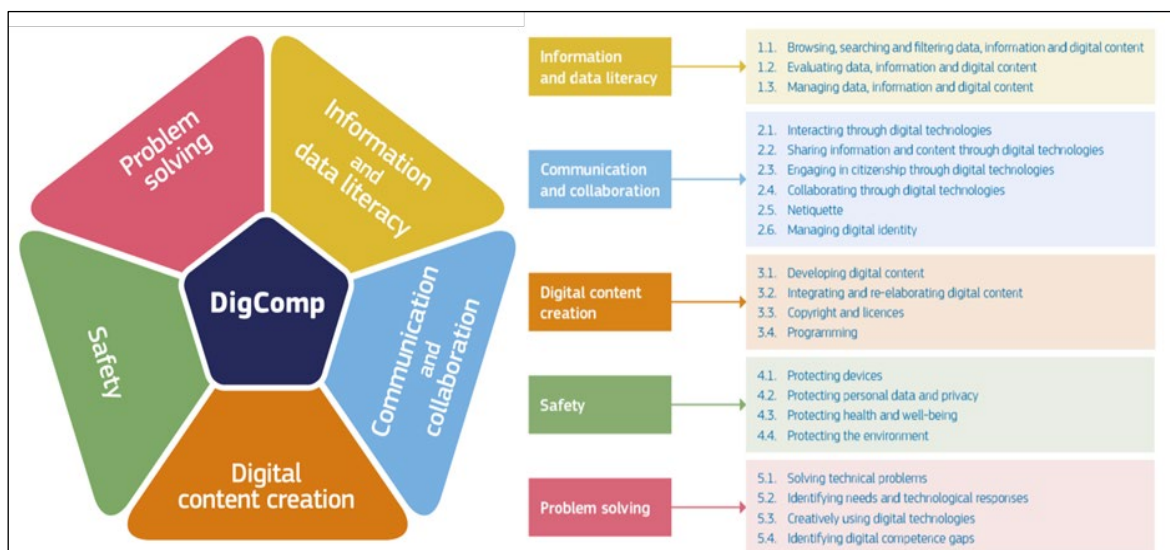 Problem
solving
Information
and
data literacy
Safety
DigComp
Communication
and
collaboration
Digital
content creation
Information
and data literacy
1.1. Browsing, searching and filtering data, information and digital content
1.2. Evaluating data, information and digital content
1.3. Managing data, information and digital content
Communication
and collaboration
2.1. Interacting through digital technologies
2.2. Sharing information and content through digital technologies
2.3. Engaging in citizenship through digital technologies
2.4. Collaborating through digital technologies
2.5. Netiquette
2.6. Managing digital identity
Digital content
creation
3.1. Developing digital content
3.2. Integrating and re-elaborating digital content
3.3. Copyright and licences
3.4. Programming
Safety
4.1. Protecting devices
4.2. Protecting personal data and privacy
4.3. Protecting health and well-being
4.4. Protecting the environment
Problem solving
5.1. Solving technical problems
5.2. Identifying needs and technological responses
5.3. Creatively using digital technologies
5.4. Identifying digital competence gaps